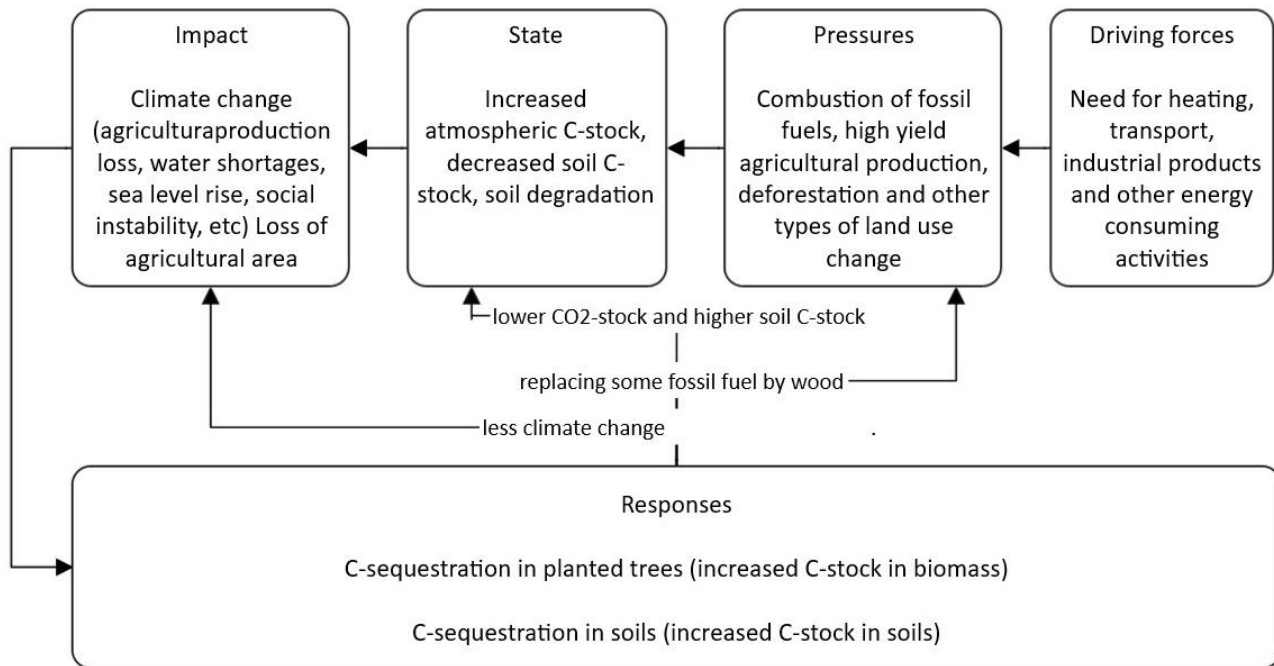 Impact
Climate change
(agriculturaproduction
loss, water shortages,
sea level rise, social
instability, etc) Loss of
agricultural area
State
Increased
atmospheric C-stock,
decreased soil C-
stock, soil degradation
Pressures
Combustion of fossil
fuels, high yield
agricultural production,
deforestation and other
types of land use
change
Driving forces
Need for heating,
transport,
industrial products
and other energy
consuming
activities
lower CO2-stock and higher soil C-stock
replacing some fossil fuel by wood
less climate change
.
Responses
C-sequestration in planted trees (increased C-stock in biomass)
C-sequestration in soils (increased C-stock in soils)